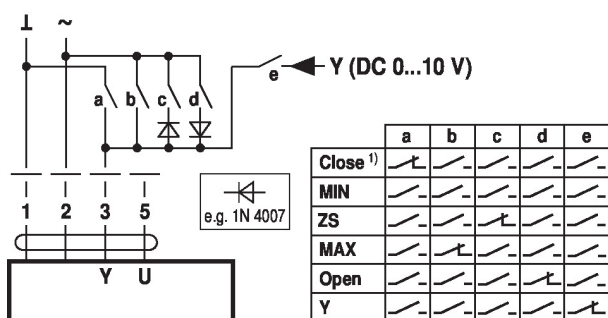 ⊥ ~
a b c d e Y (DC 0...10 V)
1 2 3 5
Y U
e.g. 1N 4007
a b c d e
Close 1)
MIN
ZS
MAX
Open
Y